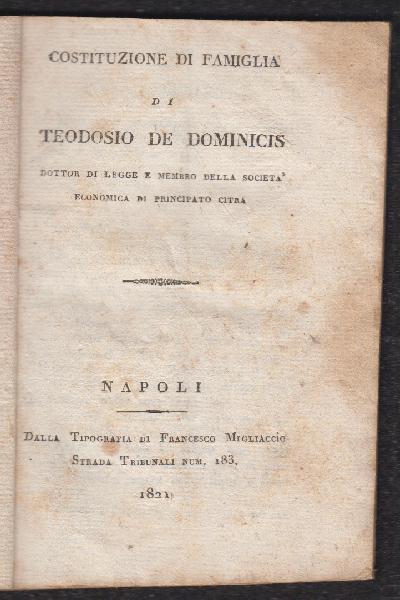 COSTITUZIONE DI FAMIGLIA
DI
TEODOSIO DE DOMINICIS
DOTTOR DI LEGGE E MEMBRO DELLA SOCIETA'
ECONOMICA DI PRINCIPATO CITRA
NAPOLI
DALLA TIPOGRAFIA DI FRANCESCO MIGLIACCIO
STRADA TRIBUNALI NUM. 183.
1821